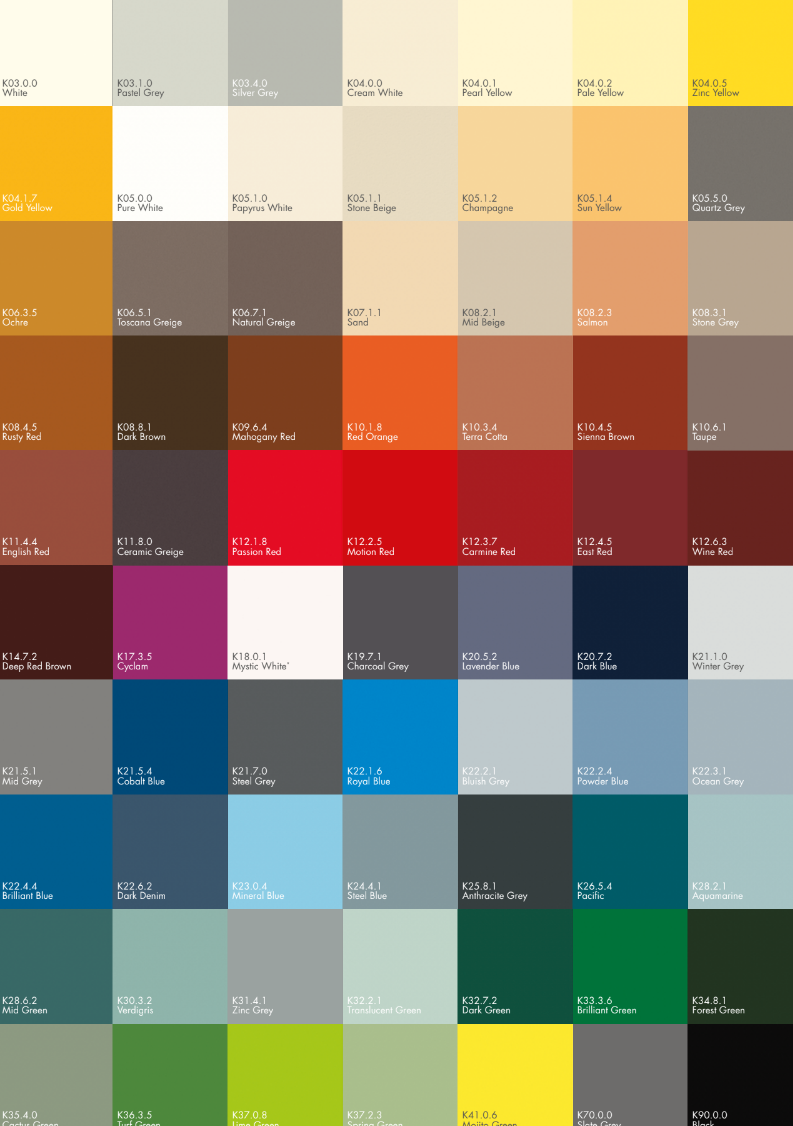 K03.0.0
White
K03.1.0
Pastel Grey
K03.4.0
Silver Grey
K04.0.0
Cream White
K04.0.1
Pearl Yellow
K04.0.2
Pale Yellow
K04.0.5
Zinc Yellow
K04.1.7
Gold Yellow
K05.0.0
Pure White
K05.1.0
Papyrus White
K05.1.1
Stone Beige
K05.1.2
Champagne
K05.1.4
Sun Yellow
K05.5.0
Quartz Grey
K06.3.5
Ochre
K06.5.1
Toscana Greige
K06.7.1
Natural Greige
K07.1.1
Sand
K08.2.1
Mid Beige
K08.2.3
Salmon
K08.3.1
Stone Grey
K08.4.5
Rusty Red
K08.8.1
Dark Brown
K09.6.4
Mahogany Red
K10.1.8
Red Orange
K10.3.4
Terra Cotta
K10.4.5
Sienna Brown
K10.6.1
Taupe
K11.4.4
English Red
K11.8.0
Ceramic Greige
K12.1.8
Passion Red
K12.2.5
Motion Red
K12.3.7
Carmine Red
K12.4.5
East Red
K12.6.3
Wine Red
K14.7.2
Deep Red Brown
K17.3.5
Cyclam
K18.0.1
Mystic White*
K19.7.1
Charcoal Grey
K20.5.2
Lavender Blue
K20.7.2
Dark Blue
K21.1.0
Winter Grey
K21.5.1
Mid Grey
K21.5.4
Cobalt Blue
K21.7.0
Steel Grey
K22.1.6
Royal Blue
K22.2.1
Bluish Grey
K22.2.4
Powder Blue
K22.3.1
Ocean Grey
K22.4.4
Brilliant Blue
K22.6.2
Dark Denim
K23.0.4
Mineral Blue
K24.4.1
Steel Blue
K25.8.1
Anthracite Grey
K26.5.4
Pacific
K28.2.1
Aquamarine
K28.6.2
Mid Green
K30.3.2
Verdigris
K31.4.1
Zinc Grey
K32.2.1
Translucent Green
K32.7.2
Dark Green
K33.3.6
Brilliant Green
K34.8.1
Forest Green
K35.4.0
Cactus Green
K36.3.5
Turf Green
K37.0.8
Lime Green
K37.2.3
Spring Green
K41.0.6
Mojito Green
K70.0.0
Slate Grey
K90.0.0
Black